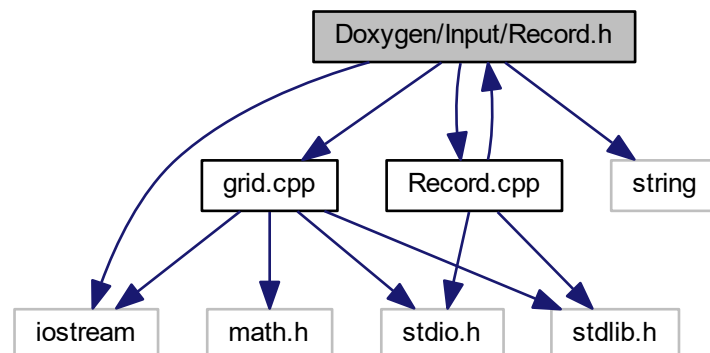 Doxygen/Input/Record.h
grid.cpp
Record.cpp
string
iostream
math.h
stdio.h
stdlib.h